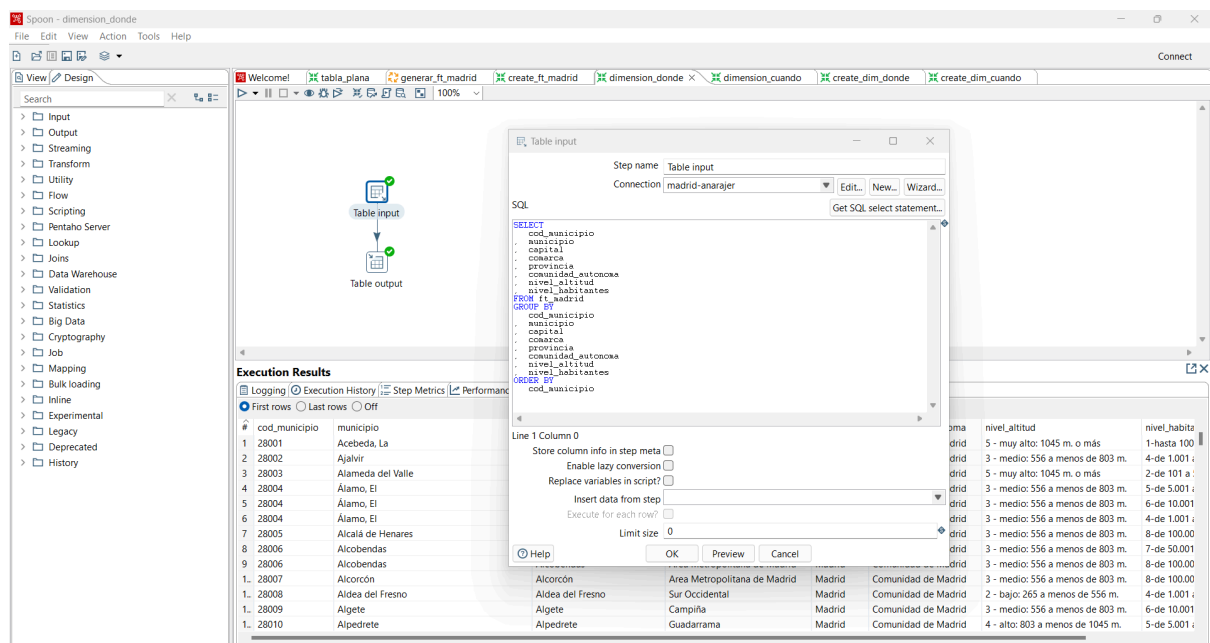 Spoon - dimension_donde
File Edit View Action Tools Help
Connect
View Design
Welcome! tabla_plana generar_ft_madrid create_ft_madrid dimension_donde dimension_cuando create_dim_donde create_dim_cuando
Search
100%
Input
Output
Streaming
Transform
Utility
Flow
Scripting
Pentaho Server
Lookup
Joins
Data Warehouse
Validation
Statistics
Big Data
Cryptography
Job
Mapping
Bulk loading
Inline
Experimental
Legacy
Deprecated
History
Table input
Table output
Table input
Step name Table input
Connection madrid-anarajer Edit... New... Wizard...
SQL Get SQL select statement...
SELECT
cod_municipio
, municipio
, capital
, comarca
, provincia
, comunidad_autonoma
, nivel_altitud
, nivel_habitantes
FROM ft_madrid
GROUP BY
cod_municipio
, municipio
, capital
, comarca
, provincia
, comunidad_autonoma
, nivel_altitud
, nivel_habitantes
ORDER BY
cod_municipio
Line 1 Column 0
Store column info in step meta
Enable lazy conversion
Replace variables in script?
Insert data from step
Execute for each row?
Limit size 0
Help OK Preview Cancel
Execution Results
Logging Execution History Step Metrics Performanc
First rows Last rows Off
# cod_municipio municipio oma nivel_altitud nivel_habita
1 28001 Acebeda, La drid 5 - muy alto: 1045 m. o más 1-hasta 100
2 28002 Ajalvir drid 3 - medio: 556 a menos de 803 m. 4-de 1.001 a
3 28003 Alameda del Valle drid 5 - muy alto: 1045 m. o más 2-de 101 a
4 28004 Álamo, El drid 3 - medio: 556 a menos de 803 m. 5-de 5.001 a
5 28004 Álamo, El drid 3 - medio: 556 a menos de 803 m. 6-de 10.001
6 28004 Álamo, El drid 3 - medio: 556 a menos de 803 m. 4-de 1.001 a
7 28005 Alcalá de Henares drid 3 - medio: 556 a menos de 803 m. 8-de 100.00
8 28006 Alcobendas drid 3 - medio: 556 a menos de 803 m. 7-de 50.001
9 28006 Alcobendas drid 3 - medio: 556 a menos de 803 m. 8-de 100.00
1.. 28007 Alcorcón Alcorcón Area Metropolitana de Madrid Madrid Comunidad de Madrid 3 - medio: 556 a menos de 803 m. 8-de 100.00
1.. 28008 Aldea del Fresno Aldea del Fresno Sur Occidental Madrid Comunidad de Madrid 2 - bajo: 265 a menos de 556 m. 4-de 1.001 a
1.. 28009 Algete Algete Campiña Madrid Comunidad de Madrid 3 - medio: 556 a menos de 803 m. 6-de 10.001
1.. 28010 Alpedrete Alpedrete Guadarrama Madrid Comunidad de Madrid 4 - alto: 803 a menos de 1045 m. 5-de 5.001 a